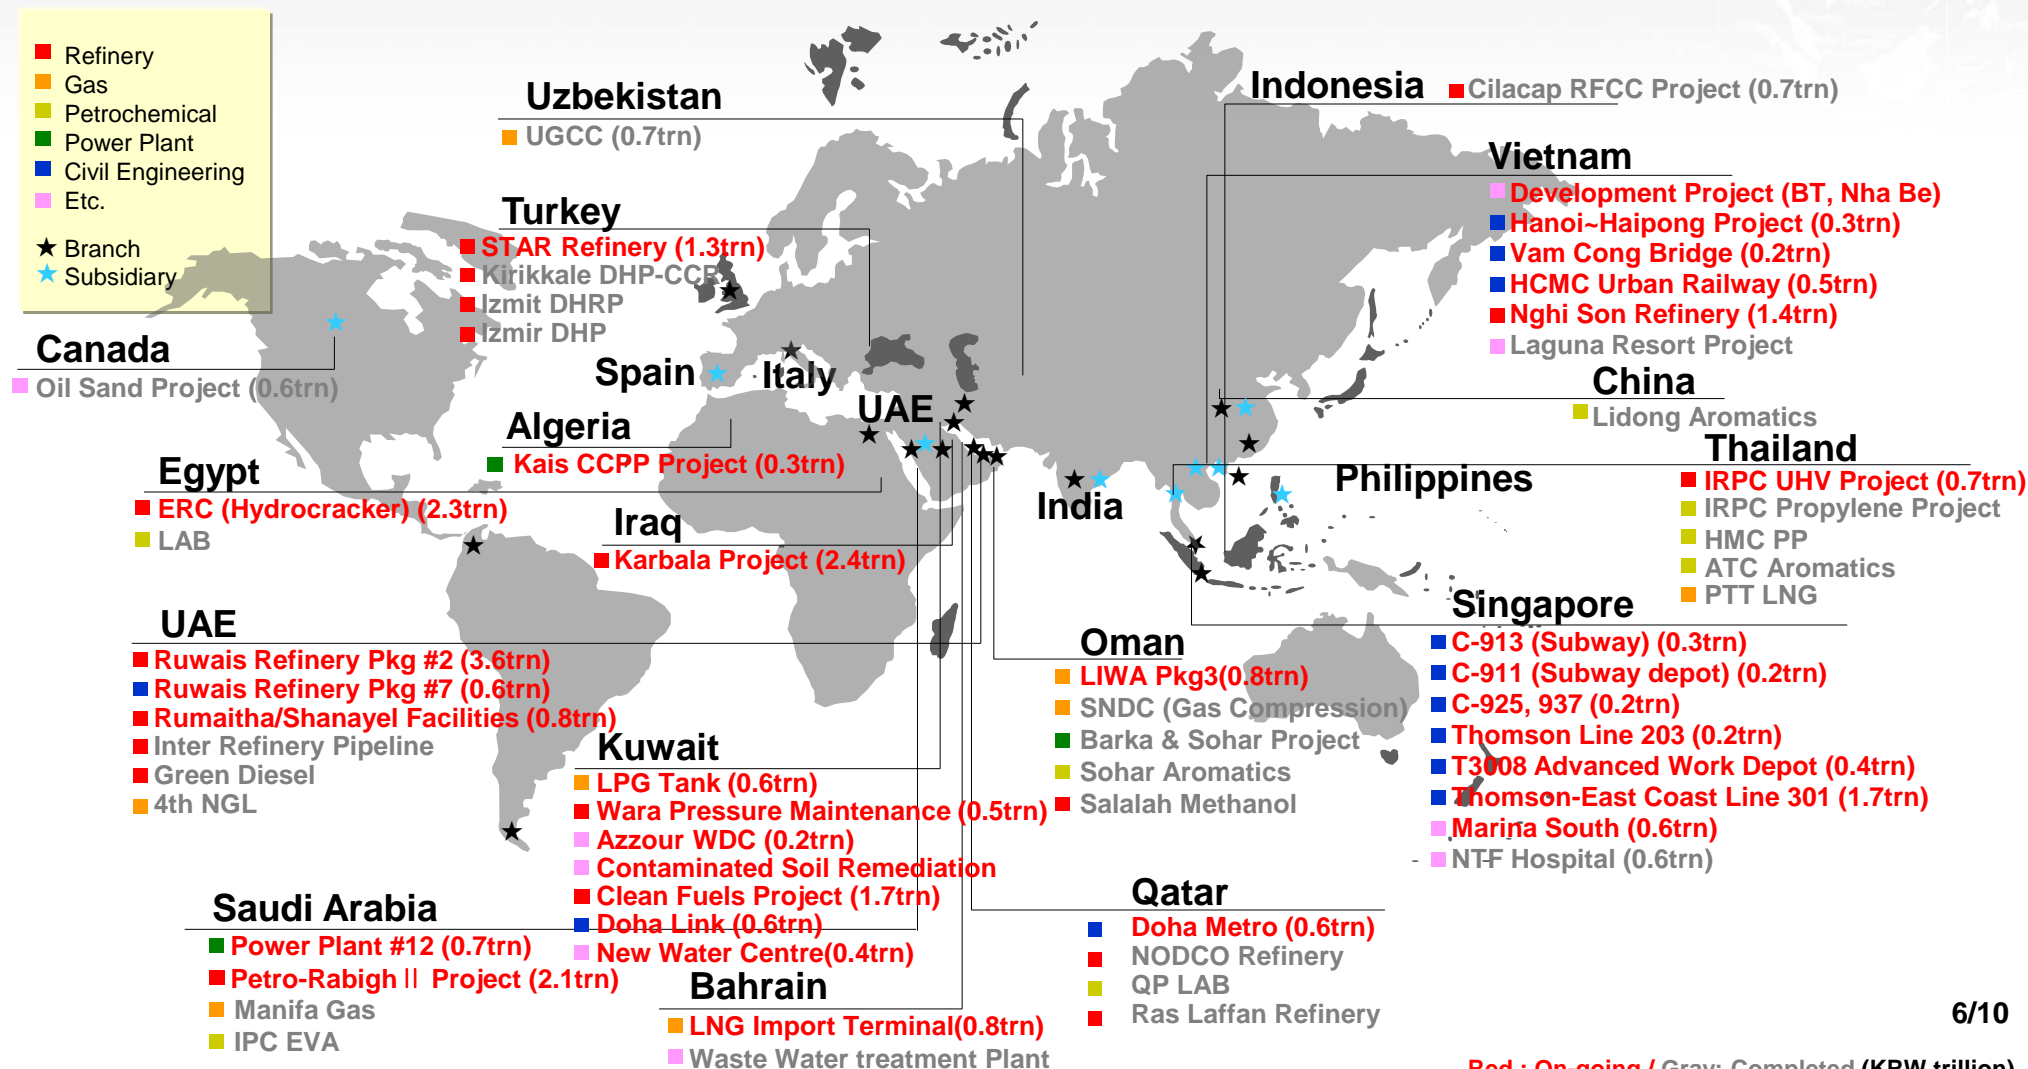 Refinery
Gas
Petrochemical
Power Plant
Civil Engineering
Etc.
Branch
Subsidiary
Uzbekistan
UGCC (0.7trn)
Indonesia
Cilacap RFCC Project (0.7trn)
Vietnam
Development Project (BT, Nha Be)
Hanoi~Haipong Project (0.3trn)
Vam Cong Bridge (0.2trn)
HCMC Urban Railway (0.5trn)
Nghi Son Refinery (1.4trn)
Laguna Resort Project
Turkey
STAR Refinery (1.3trn)
Kirikkale DHP-CCR
Izmit DHRP
Izmir DHP
Canada
Oil Sand Project (0.6trn)
Spain
Italy
UAE
China
Lidong Aromatics
Algeria
Kais CCPP Project (0.3trn)
Thailand
IRPC UHV Project (0.7trn)
IRPC Propylene Project
HMC PP
ATC Aromatics
PTT LNG
Philippines
India
Egypt
ERC (Hydrocracker) (2.3trn)
LAB
Iraq
Karbala Project (2.4trn)
UAE
Ruwais Refinery Pkg #2 (3.6trn)
Ruwais Refinery Pkg #7 (0.6trn)
Rumaitha/Shanayel Facilities (0.8trn)
Inter Refinery Pipeline
Green Diesel
4th NGL
Oman
LIWA Pkg3(0.8trn)
SNDC (Gas Compression)
Barka & Sohar Project
Sohar Aromatics
Salalah Methanol
Singapore
C-913 (Subway) (0.3trn)
C-911 (Subway depot) (0.2trn)
C-925, 937 (0.2trn)
Thomson Line 203 (0.2trn)
T3008 Advanced Work Depot (0.4trn)
Thomson-East Coast Line 301 (1.7trn)
Marina South (0.6trn)
NTF Hospital (0.6trn)
Kuwait
LPG Tank (0.6trn)
Wara Pressure Maintenance (0.5trn)
Azzour WDC (0.2trn)
Contaminated Soil Remediation
Clean Fuels Project (1.7trn)
Doha Link (0.6trn)
New Water Centre(0.4trn)
Saudi Arabia
Power Plant #12 (0.7trn)
Petro-Rabigh II Project (2.1trn)
Manifa Gas
IPC EVA
Bahrain
LNG Import Terminal(0.8trn)
Waste Water treatment Plant
Qatar
Doha Metro (0.6trn)
NODCO Refinery
QP LAB
Ras Laffan Refinery
6/10
Red : On-going / Gray: Completed (KRW trillion)